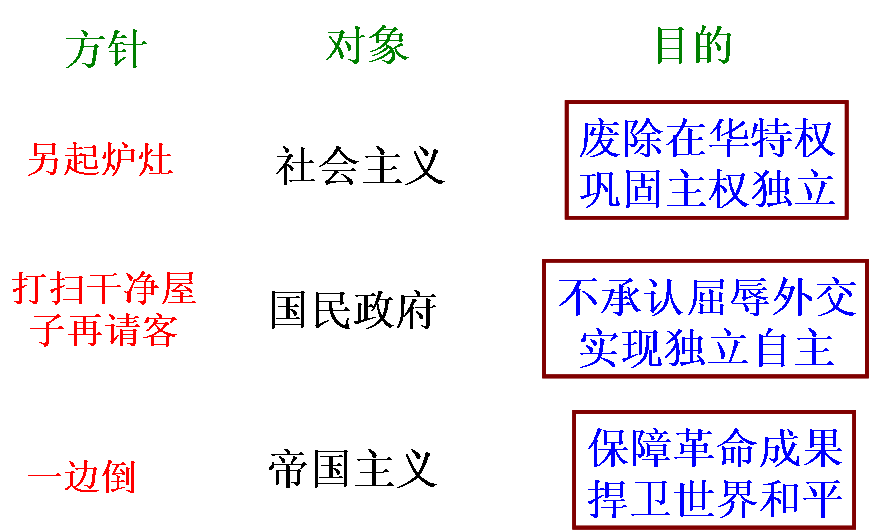 方针 对象 目的
另起炉灶 社会主义
废除在华特权
巩固主权独立
打扫干净屋
子再请客
国民政府
不承认屈辱外交
实现独立自主
一边倒 帝国主义
保障革命成果
捍卫世界和平